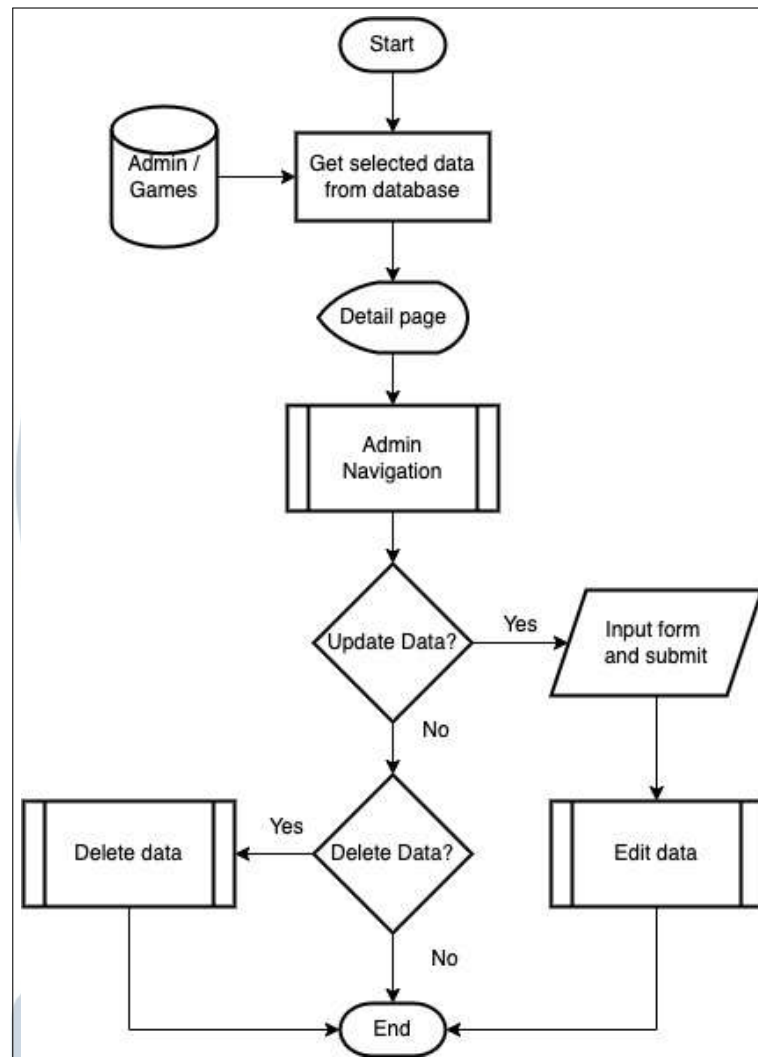 Start
Admin /
Games
Get selected data
from database
Detail page
Admin
Navigation
Update Data?
Yes
Input form
and submit
No
Delete data
Yes
Delete Data?
Edit data
No
End